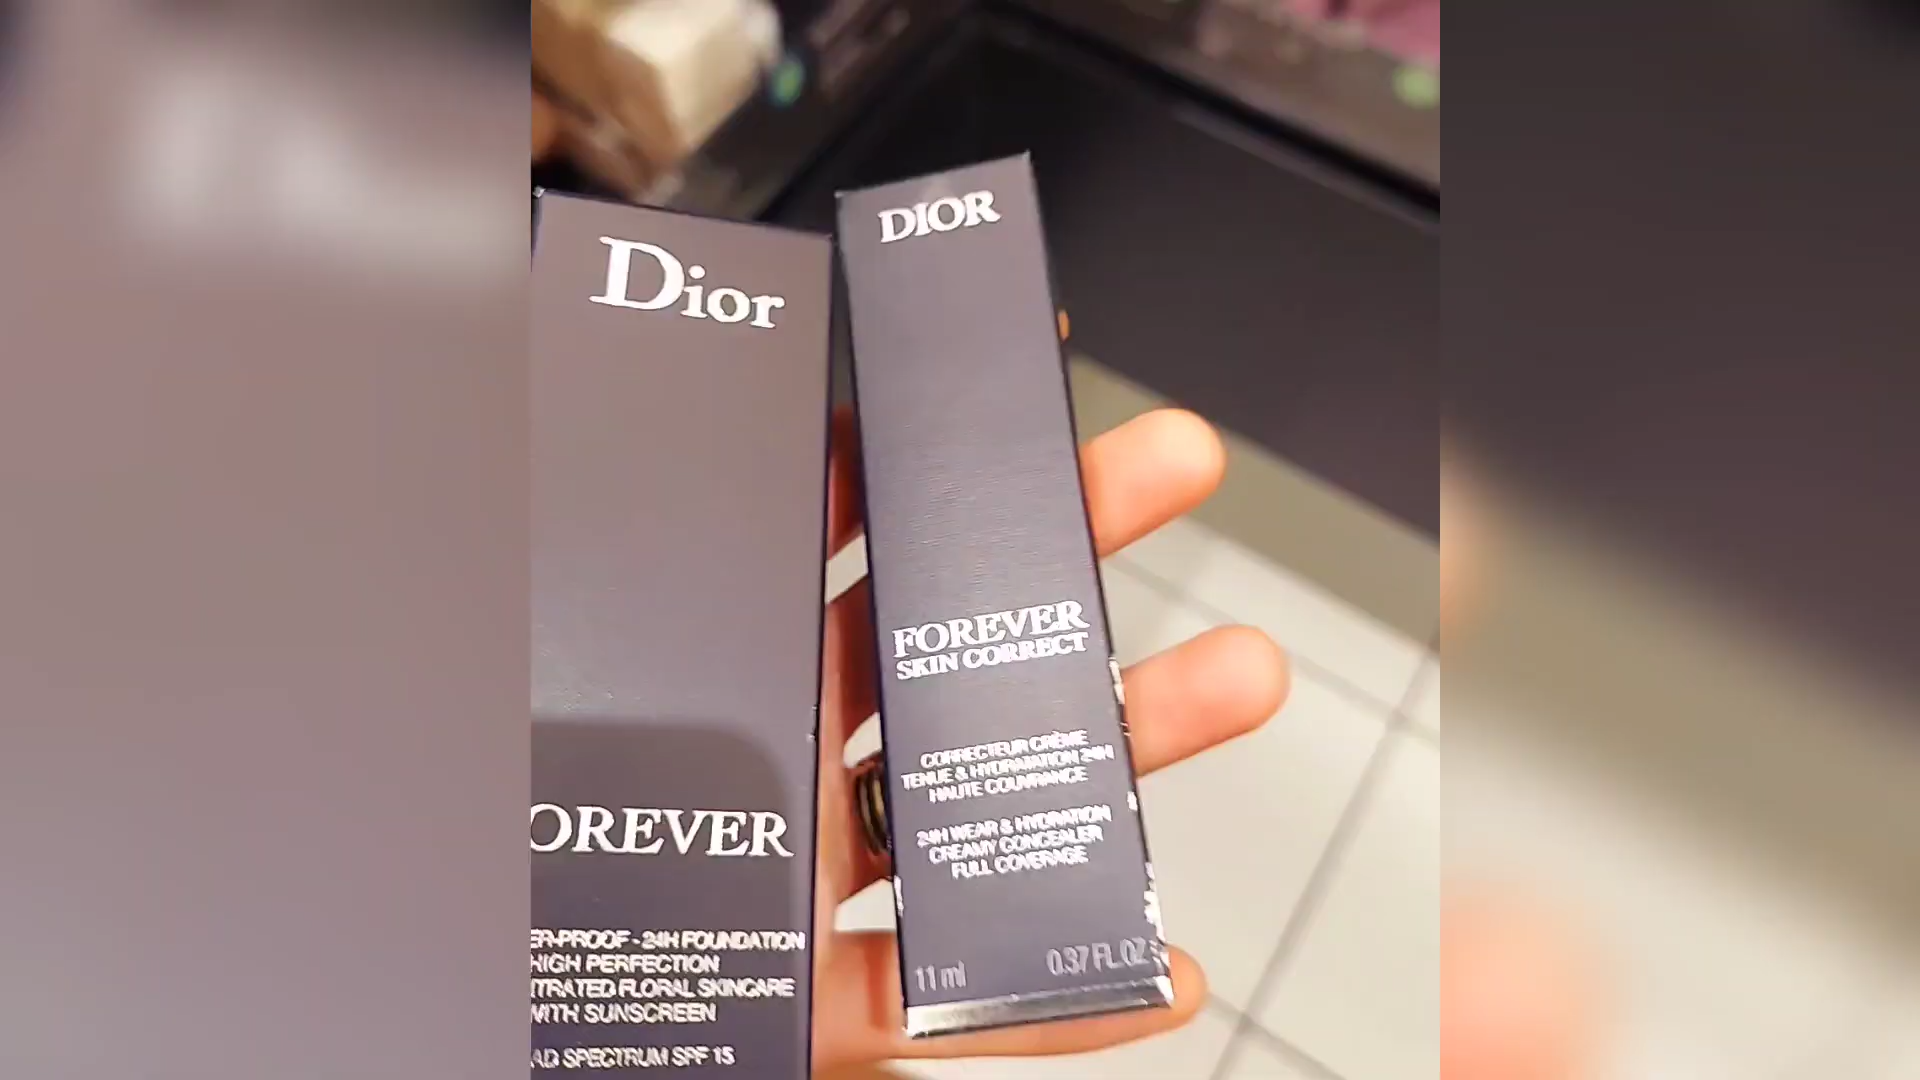 Dior
OREVER
ER-PROOF - 24H FOUNDATION
HIGH PERFECTION
TRATED FLORAL SKINCARE
WITH SUNSCREEN
AD SPECTRUM SPF 15
DIOR
FOREVER
SKIN CORRECT
CORRECTEUR CRÈME
TENUE & HYDRATATION 24H
HAUTE COUVRANCE
24H WEAR & HYDRATION
CREAMY CONCEALER
FULL COVERAGE
11 ml 0.37 FL.OZ